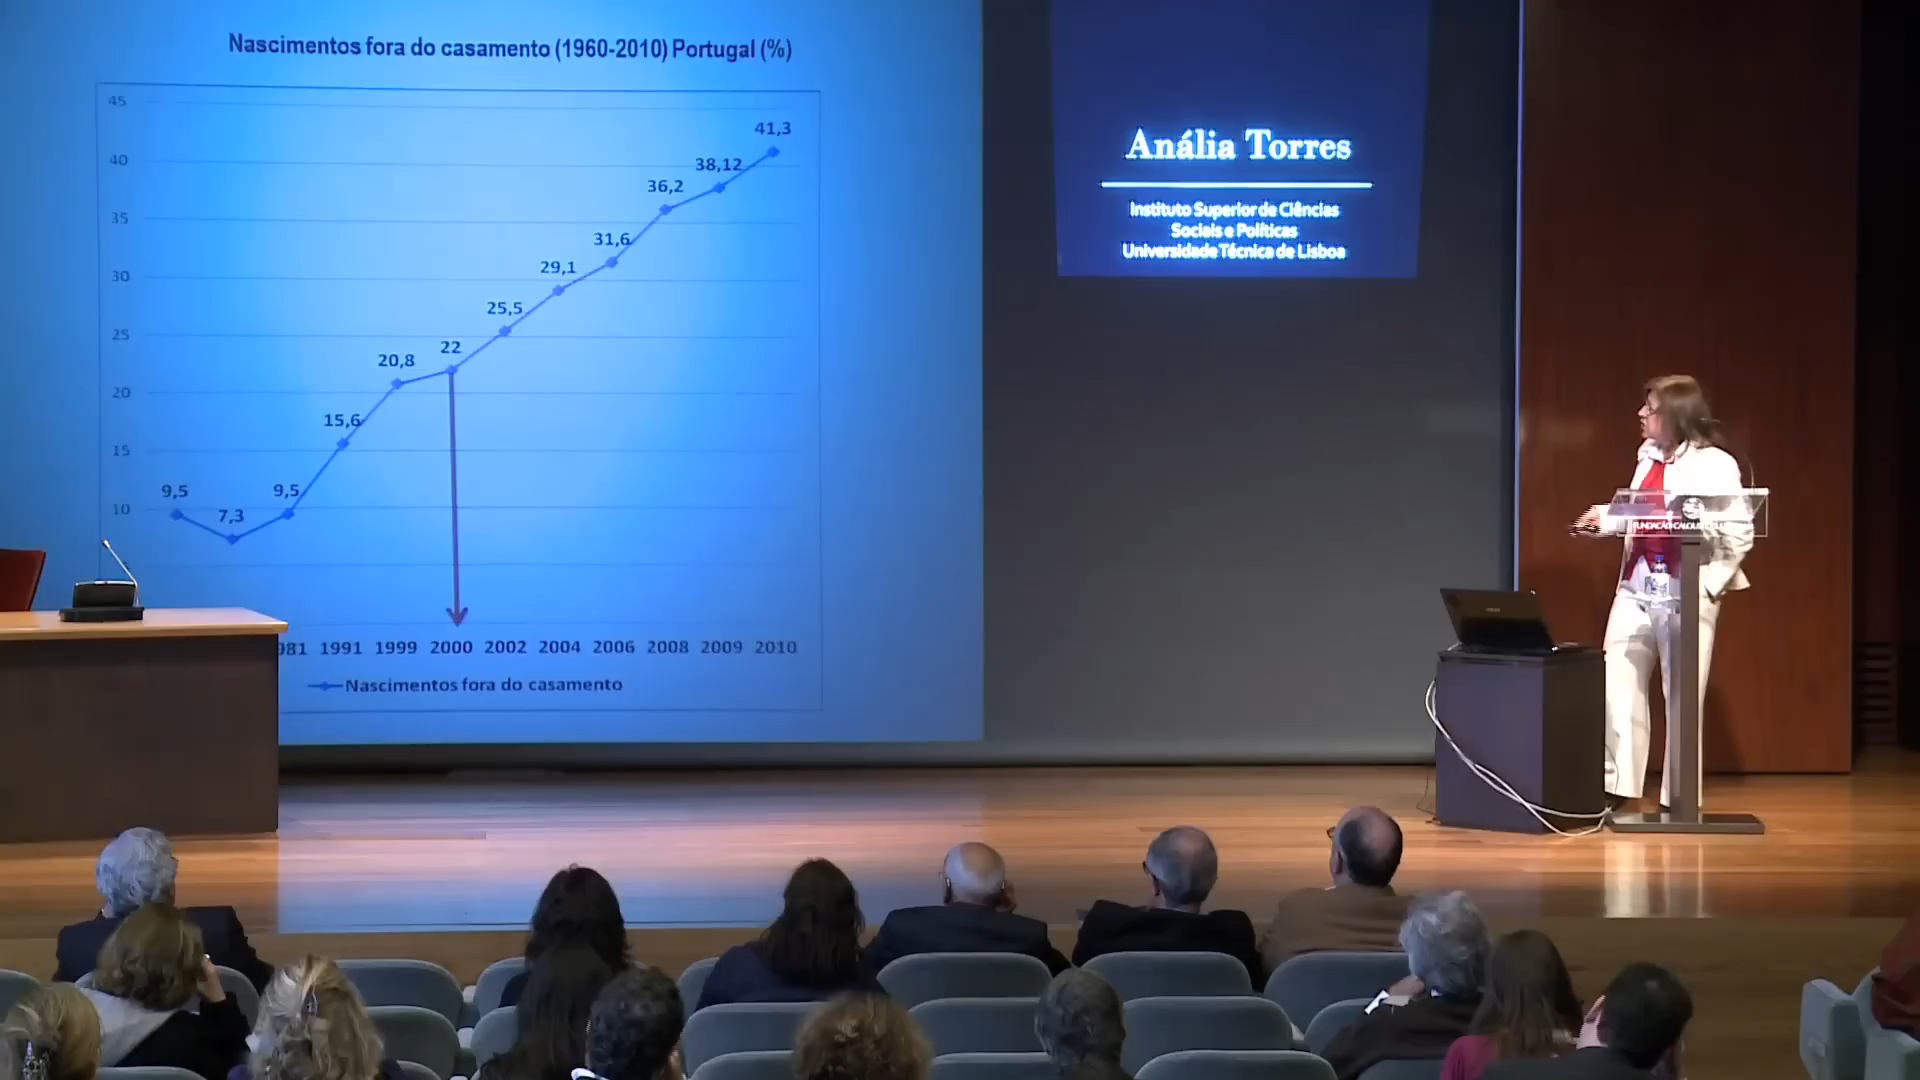 Nascimentos fora do casamento (1960-2010) Portugal (%)
45
40
35
30
25
20
15
10
9,5
7,3
9,5
15,6
20,8
22
25,5
29,1
31,6
36,2
38,12
41,3
981 1991 1999 2000 2002 2004 2006 2008 2009 2010
Nascimentos fora do casamento
Anália Torres
Instituto Superior de Ciências
Sociais e Políticas
Universidade Técnica de Lisboa